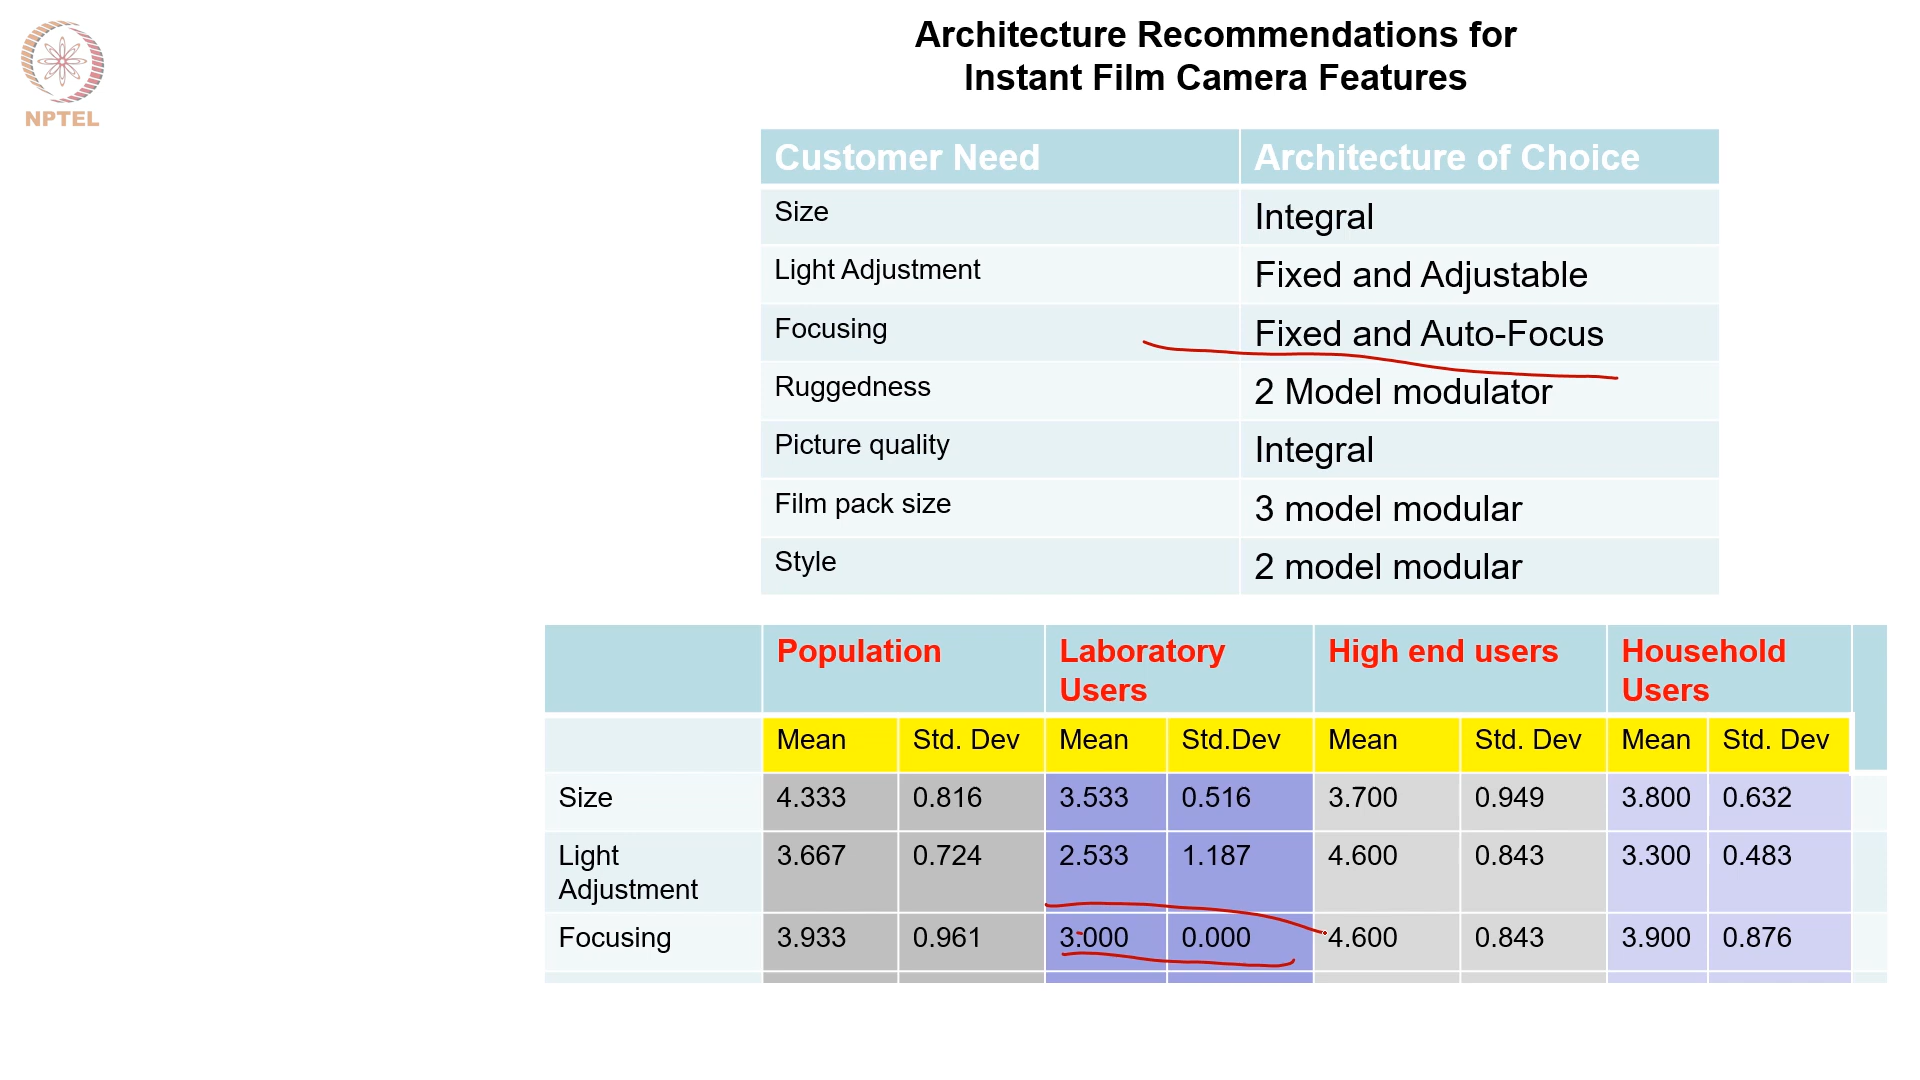 NPTEL
Architecture Recommendations for
Instant Film Camera Features
Customer Need Architecture of Choice
Size Integral
Light Adjustment Fixed and Adjustable
Focusing Fixed and Auto-Focus
Ruggedness 2 Model modulator
Picture quality Integral
Film pack size 3 model modular
Style 2 model modular
Population Laboratory High end users Household
Users Users
Mean Std. Dev Mean Std.Dev Mean Std. Dev Mean Std. Dev
Size 4.333 0.816 3.533 0.516 3.700 0.949 3.800 0.632
Light 3.667 0.724 2.533 1.187 4.600 0.843 3.300 0.483
Adjustment
Focusing 3.933 0.961 3.000 0.000 4.600 0.843 3.900 0.876